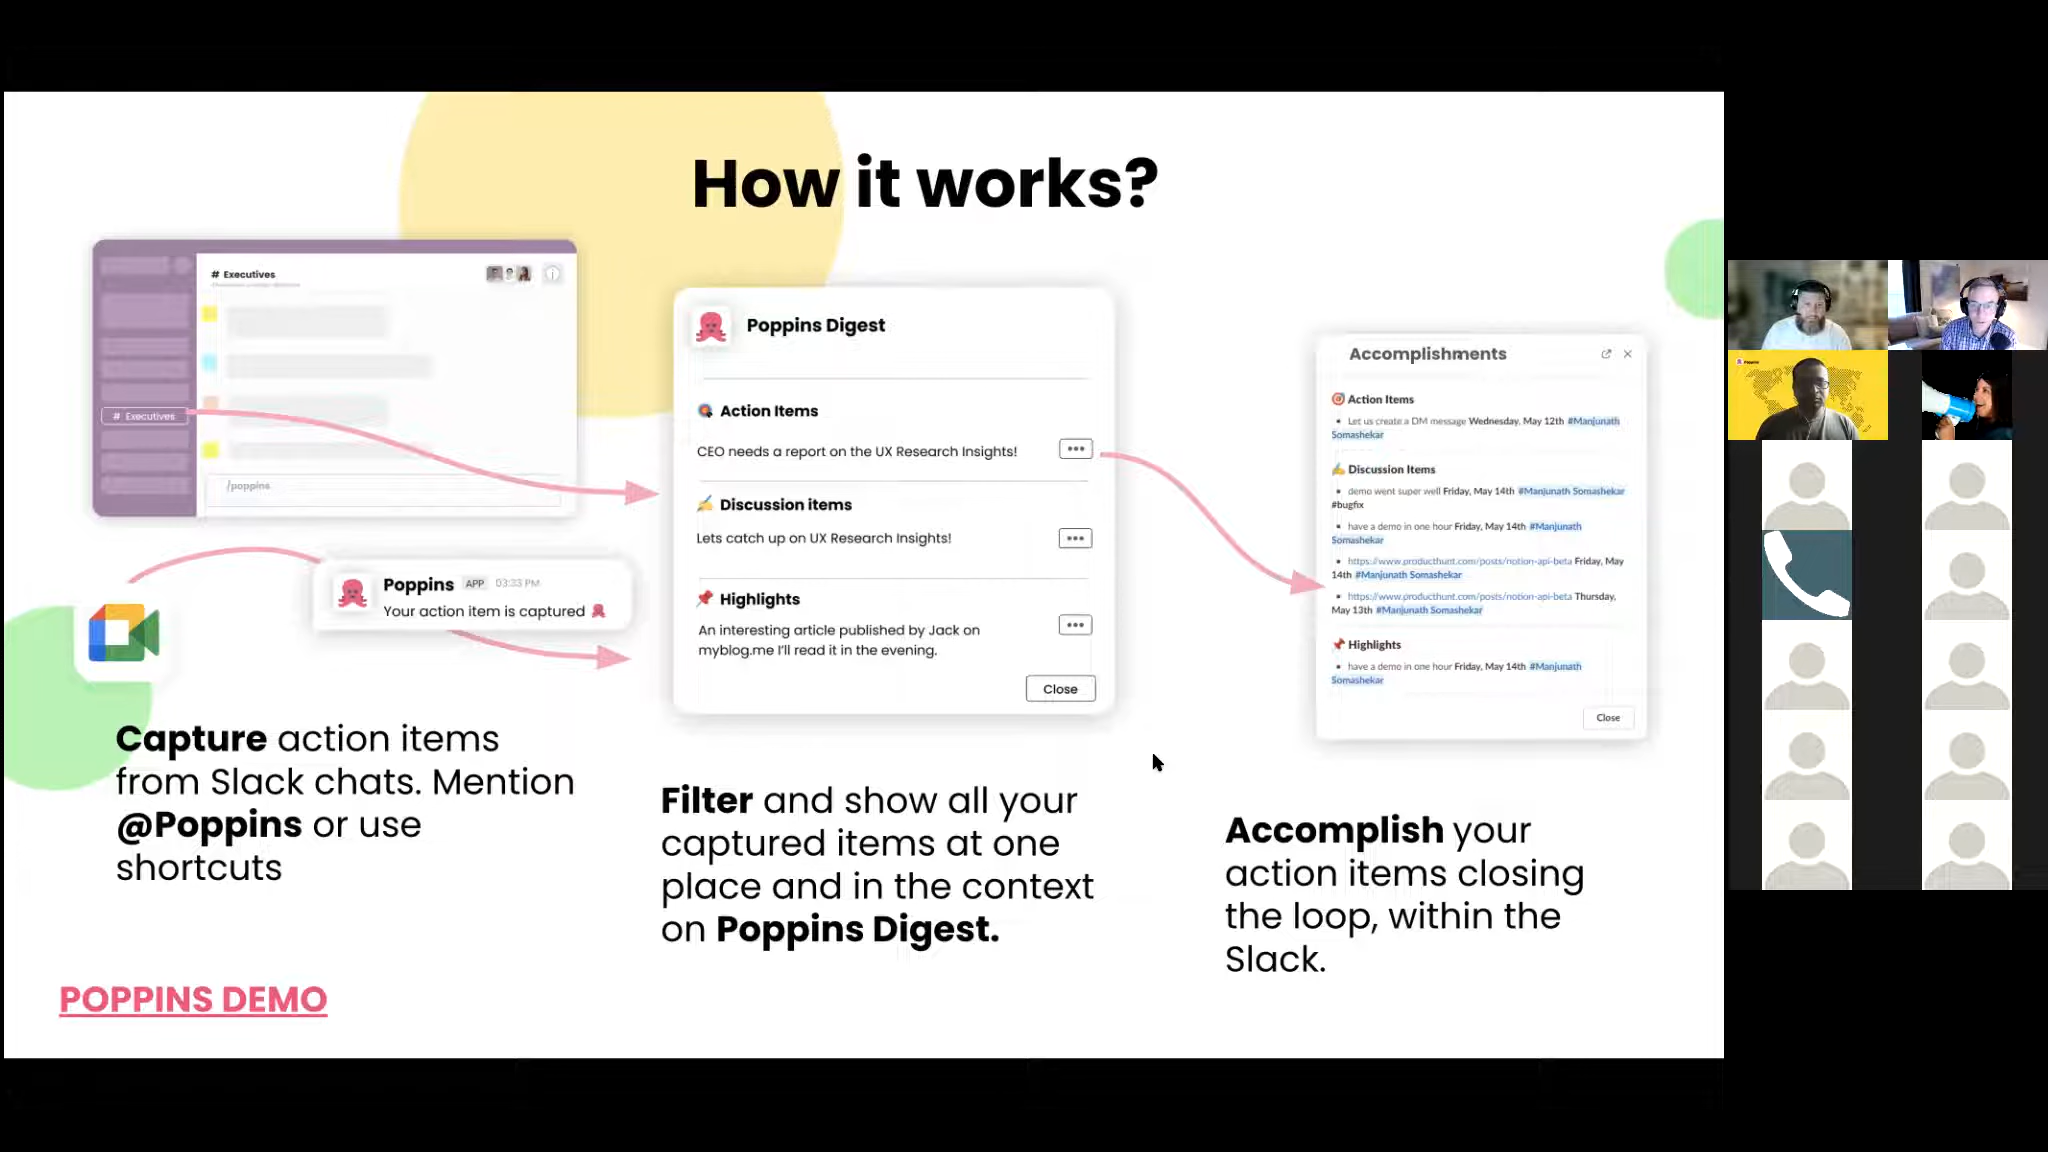 How it works?
# Executives
# Executives
/poppins
Poppins APP 03:33 PM
Your action item is captured
Capture action items
from Slack chats. Mention
@Poppins or use
shortcuts
POPPINS DEMO
Poppins Digest
Action Items
CEO needs a report on the UX Research Insights!
Discussion items
Lets catch up on UX Research Insights!
Highlights
An interesting article published by Jack on
myblog.me I'll read it in the evening.
Close
Filter and show all your
captured items at one
place and in the context
on Poppins Digest.
Accomplishments
Action Items
Let us create a DM message Wednesday, May 12th #Manjunath
Somashekar
Discussion Items
demo went super well Friday, May 14th #Manjunath Somashekar
#bugfix
have a demo in one hour Friday, May 14th #Manjunath
Somashekar
https://www.producthunt.com/posts/notion-api-beta Friday, May
14th #Manjunath Somashekar
https://www.producthunt.com/posts/notion-api-beta Thursday,
May 13th #Manjunath Somashekar
Highlights
have a demo in one hour Friday, May 14th #Manjunath
Somashekar
Close
Accomplish your
action items closing
the loop, within the
Slack.
Poppins